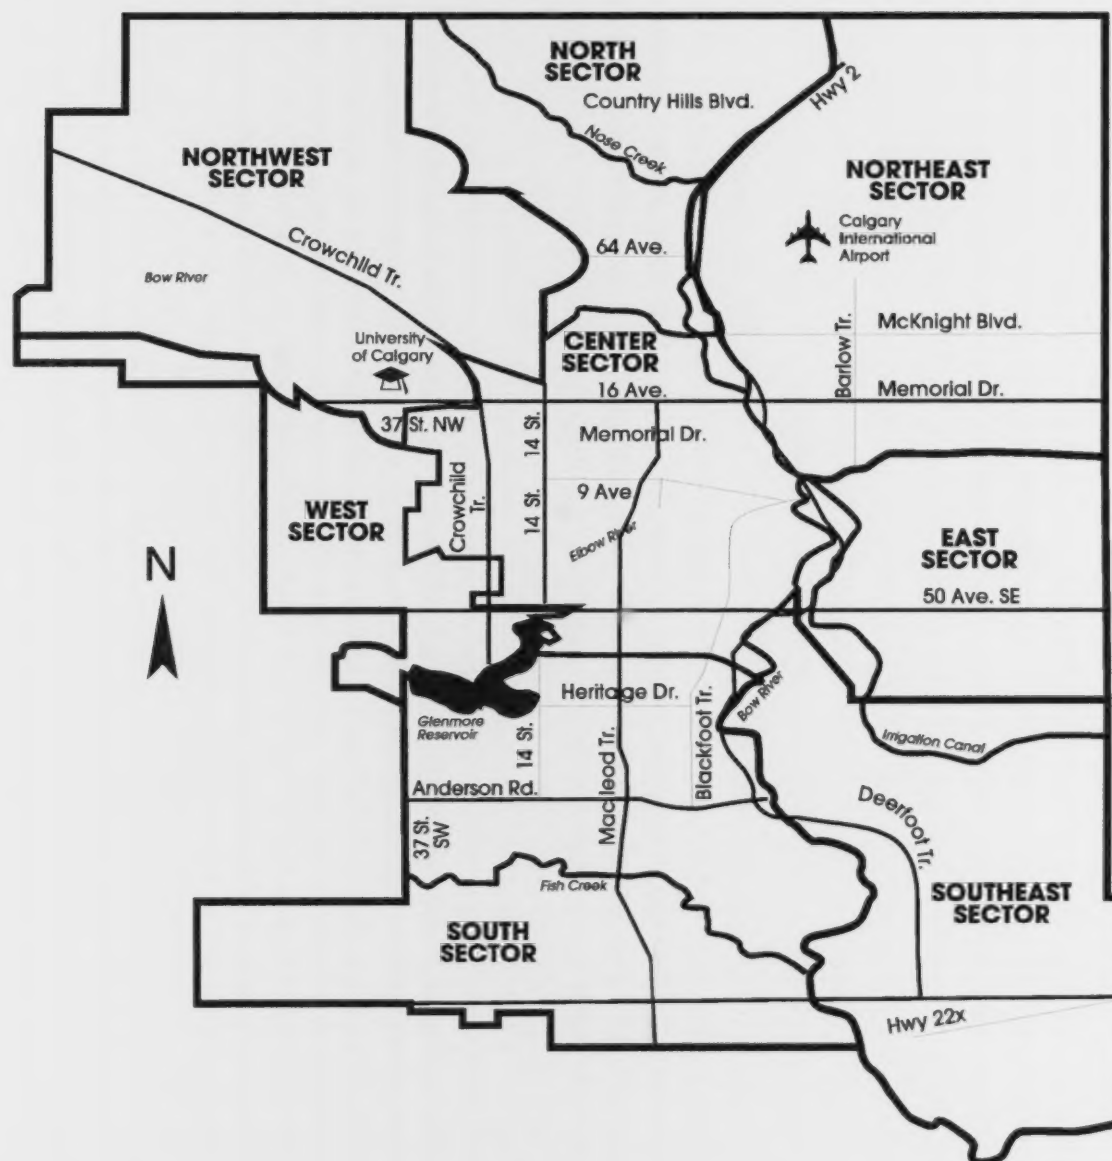 NORTH
SECTOR
Hwy 2
Country Hills Blvd.
Nose Creek
NORTHWEST
SECTOR
NORTHEAST
SECTOR
Calgary
International
Airport
64 Ave.
Crowchild Tr.
Bow River
University
of Calgary
CENTER
SECTOR
Barlow Tr.
McKnight Blvd.
16 Ave.
Memorial Dr.
37 St. NW
14 St.
Memorial Dr.
WEST
SECTOR
Crowchild
Tr.
14 St.
9 Ave
Elbow River
EAST
SECTOR
N
50 Ave. SE
Heritage Dr.
Bow River
Glenmore
Reservoir
14 St.
Macleod Tr.
Blackfoot Tr.
Irrigation Canal
Anderson Rd.
Deerfoot Tr.
37 St.
SW
Fish Creek
SOUTHEAST
SECTOR
SOUTH
SECTOR
Hwy 22x